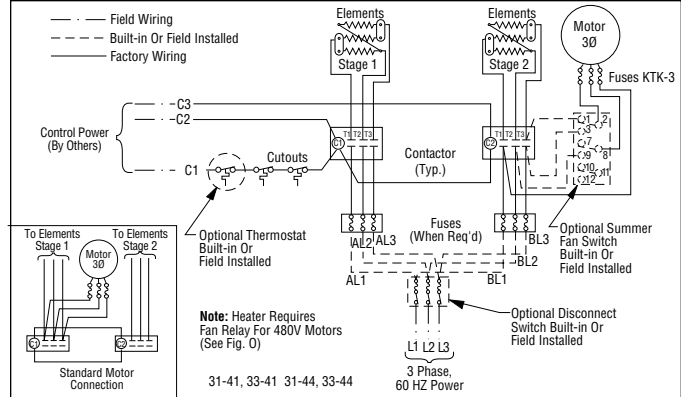 Field Wiring
Built-in Or Field Installed
Factory Wiring
Elements
Stage 1
Elements
Stage 2
Motor
3Ø
Fuses KTK-3
C3
C2
Control Power
(By Others)
C1
Cutouts
T1 T2 T3
C1
Contactor
(Typ.)
T1 T2 T3
C2
1 2
3
7
9 8
10
11
12
Optional Thermostat
Built-in Or
Field Installed
AL2 AL3
AL1
Fuses
(When Req'd)
BL3
BL2
BL1
Optional Summer
Fan Switch
Built-in Or
Field Installed
Optional Disconnect
Switch Built-in Or
Field Installed
L1 L2 L3
3 Phase,
60 HZ Power
Note: Heater Requires
Fan Relay For 480V Motors
(See Fig. O)
31-41, 33-41 31-44, 33-44
To Elements
Stage 1
To Elements
Stage 2
Motor
3Ø
C1
C2
Standard Motor
Connection